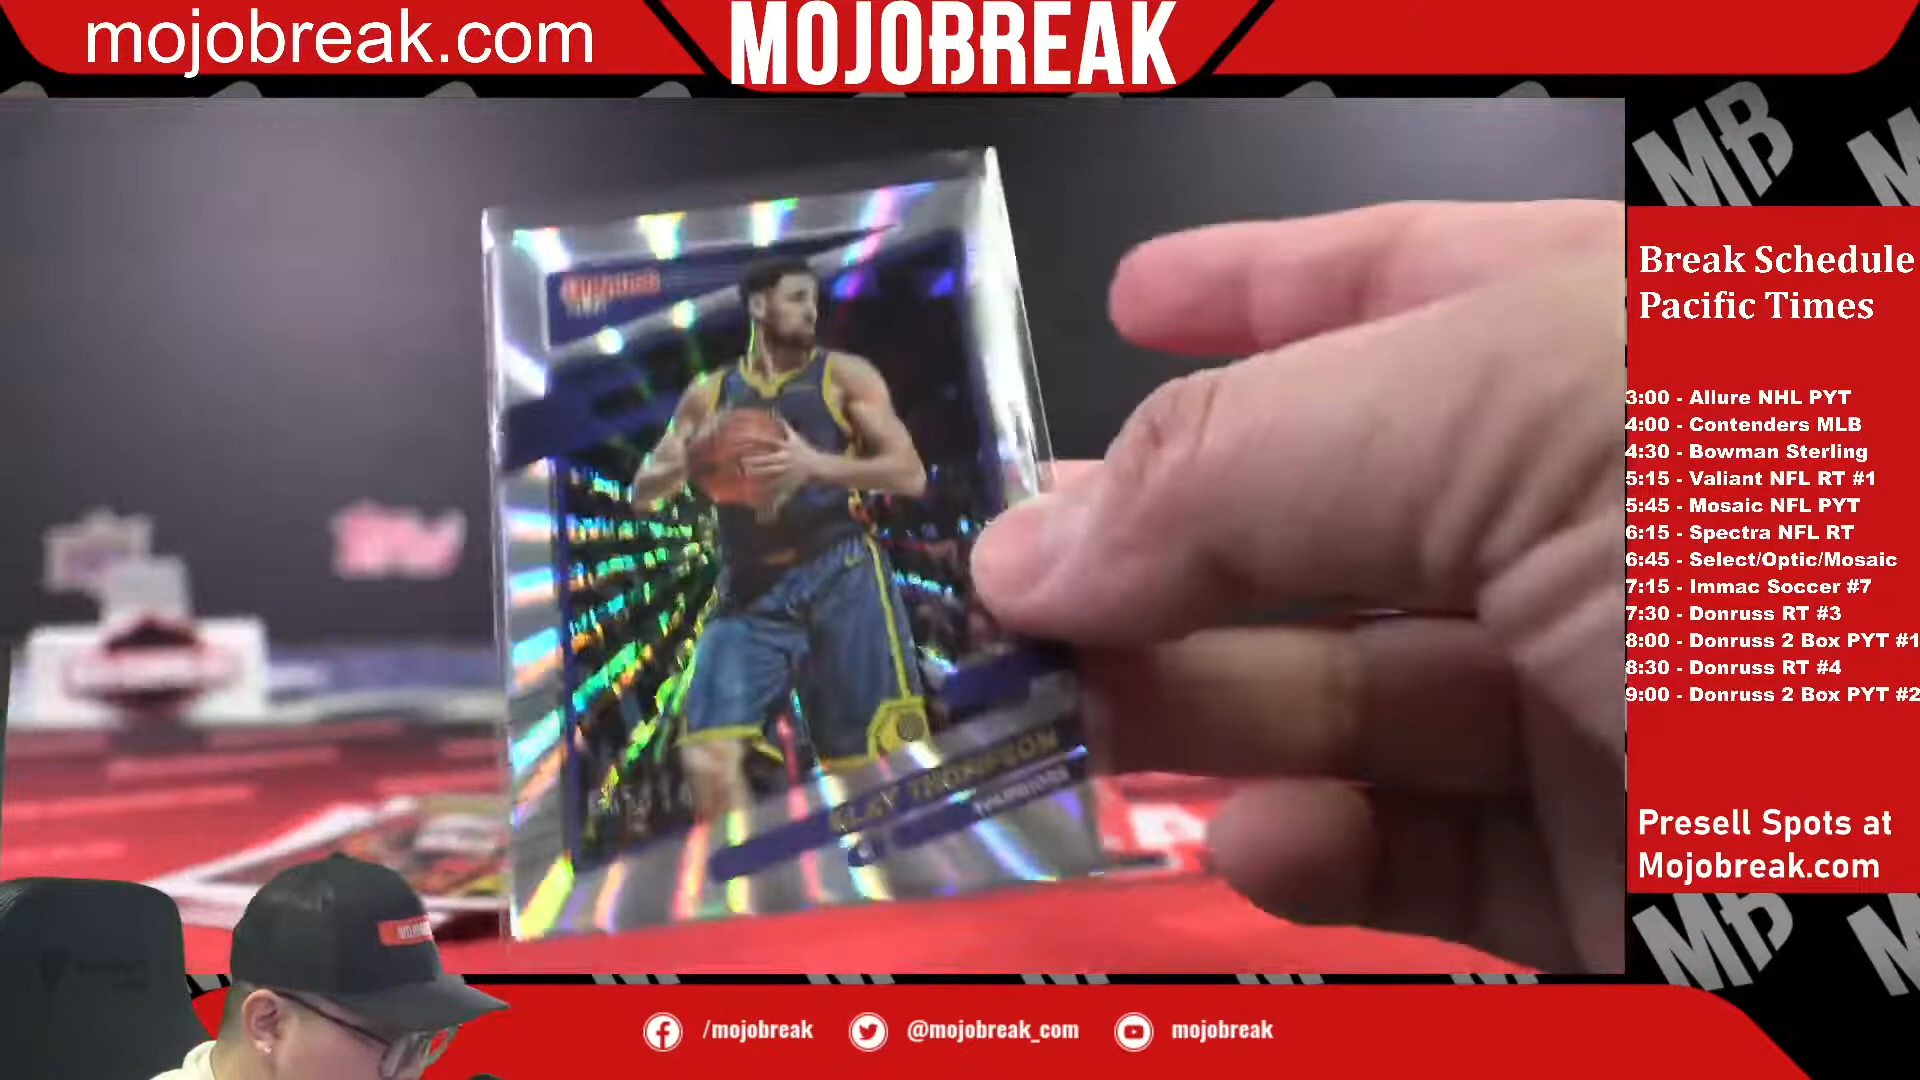 mojobreak.com
MOJOBREAK
MB
Break Schedule
Pacific Times
3:00 - Allure NHL PYT
4:00 - Contenders MLB
4:30 - Bowman Sterling
5:15 - Valiant NFL RT #1
5:45 - Mosaic NFL PYT
6:15 - Spectra NFL RT
6:45 - Select/Optic/Mosaic
7:15 - Immac Soccer #7
7:30 - Donruss RT #3
8:00 - Donruss 2 Box PYT #1
8:30 - Donruss RT #4
9:00 - Donruss 2 Box PYT #2
Presell Spots at
Mojobreak.com
MB
KLAY THOMPSON
/mojobreak
@mojobreak_com
mojobreak